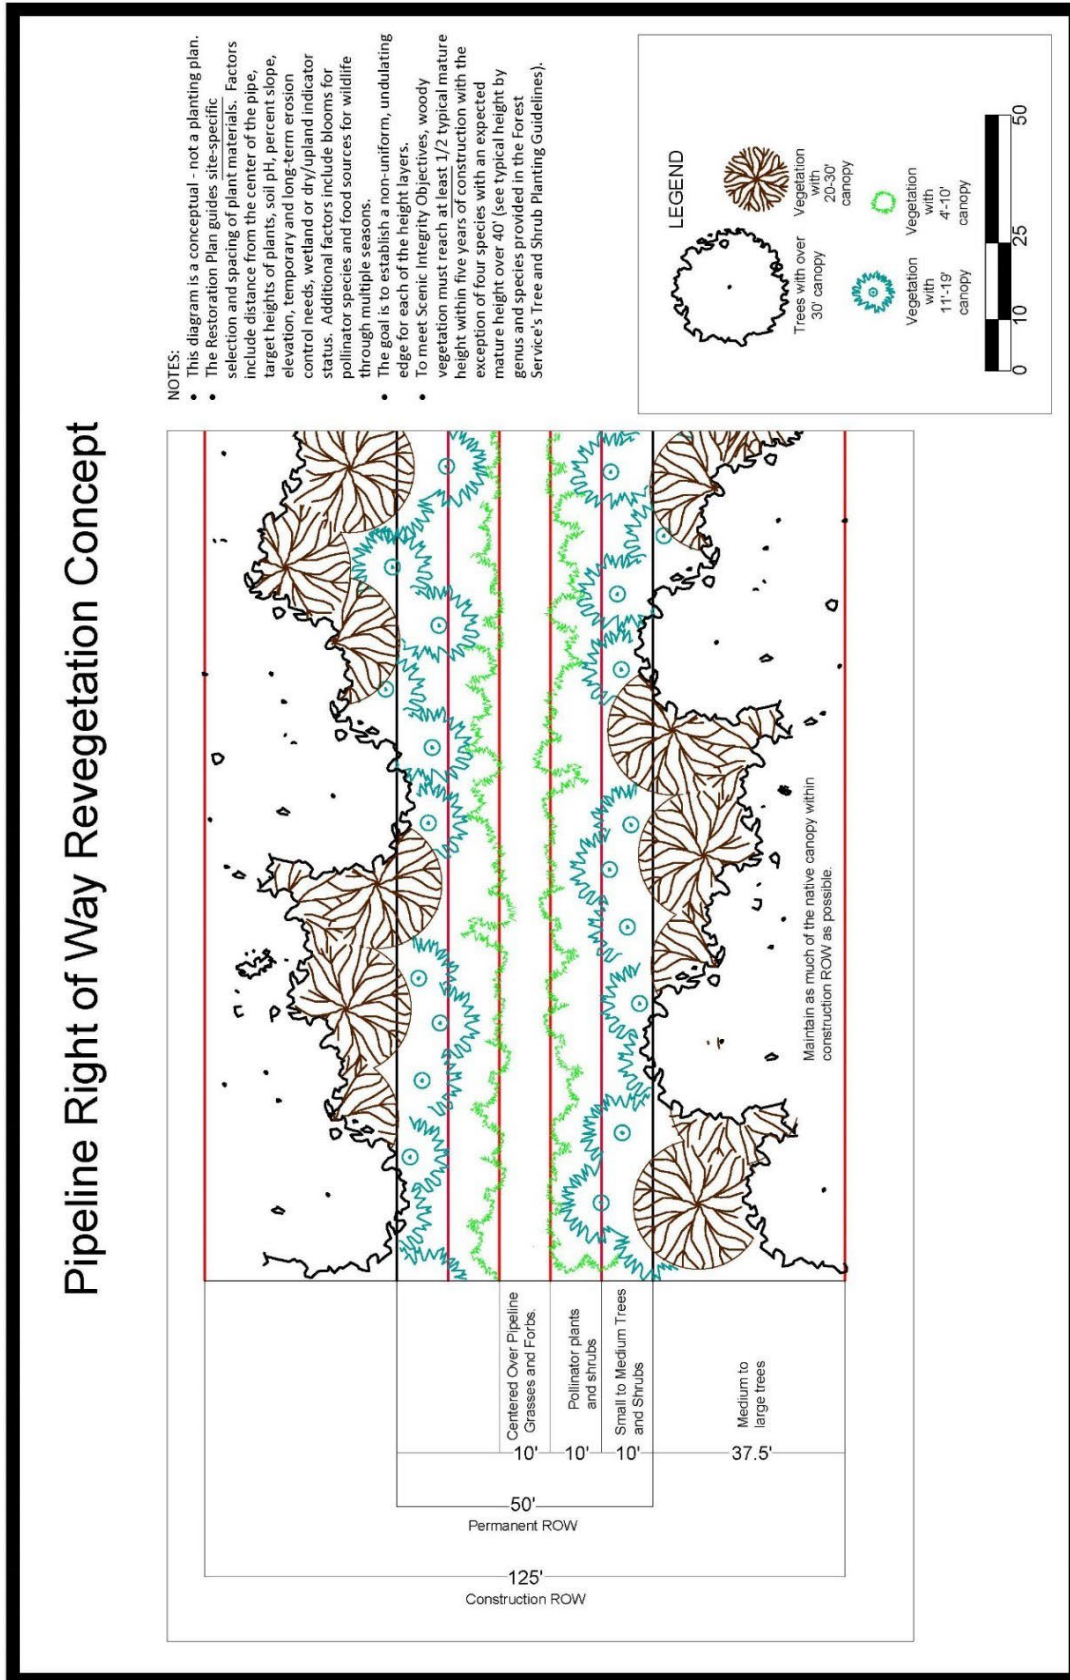 Pipeline Right of Way Revegetation Concept
NOTES:
• This diagram is a conceptual - not a planting plan.
• The Restoration Plan guides site-specific
selection and spacing of plant materials. Factors
include distance from the center of the pipe,
target heights of plants, soil pH, percent slope,
elevation, temporary and long-term erosion
control needs, wetland or dry/upland indicator
status. Additional factors include blooms for
pollinator species and food sources for wildlife
through multiple seasons.
• The goal is to establish a non-uniform, undulating
edge for each of the height layers.
• To meet Scenic Integrity Objectives, woody
vegetation must reach at least 1/2 typical mature
height within five years of construction with the
exception of four species with an expected
mature height over 40' (see typical height by
genus and species provided in the Forest
Service's Tree and Shrub Planting Guidelines).
125'
Construction ROW
50'
Permanent ROW
10'
10'
10'
37.5'
Centered Over Pipeline
Grasses and Forbs.
Pollinator plants
and shrubs
Small to Medium Trees
and Shrubs
Medium to
large trees
Maintain as much of the native canopy within
construction ROW as possible.
LEGEND
Trees with over
30' canopy
Vegetation
with
20-30'
canopy
Vegetation
with
11'-19'
canopy
Vegetation
with
4'-10'
canopy
0
10
25
50